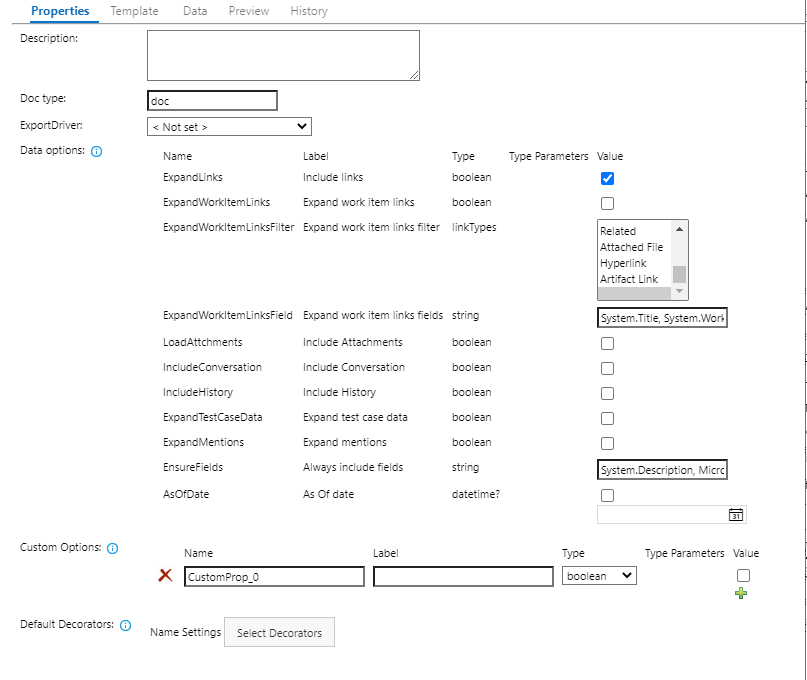 Properties Template Data Preview History
Description:
Doc type: doc
ExportDriver: < Not set >
Data options:
Name Label Type Type Parameters Value
ExpandLinks Include links boolean
ExpandWorkItemLinks Expand work item links boolean
ExpandWorkItemLinksFilter Expand work item links filter linkTypes
Related
Attached File
Hyperlink
Artifact Link
ExpandWorkItemLinksField Expand work item links fields string System.Title, System.Work
LoadAttchments Include Attachments boolean
IncludeConversation Include Conversation boolean
IncludeHistory Include History boolean
ExpandTestCaseData Expand test case data boolean
ExpandMentions Expand mentions boolean
EnsureFields Always include fields string System.Description, Micro
AsOfDate As Of date datetime?
31
Custom Options:
Name Label Type Type Parameters Value
CustomProp_0 boolean
Default Decorators: Name Settings Select Decorators